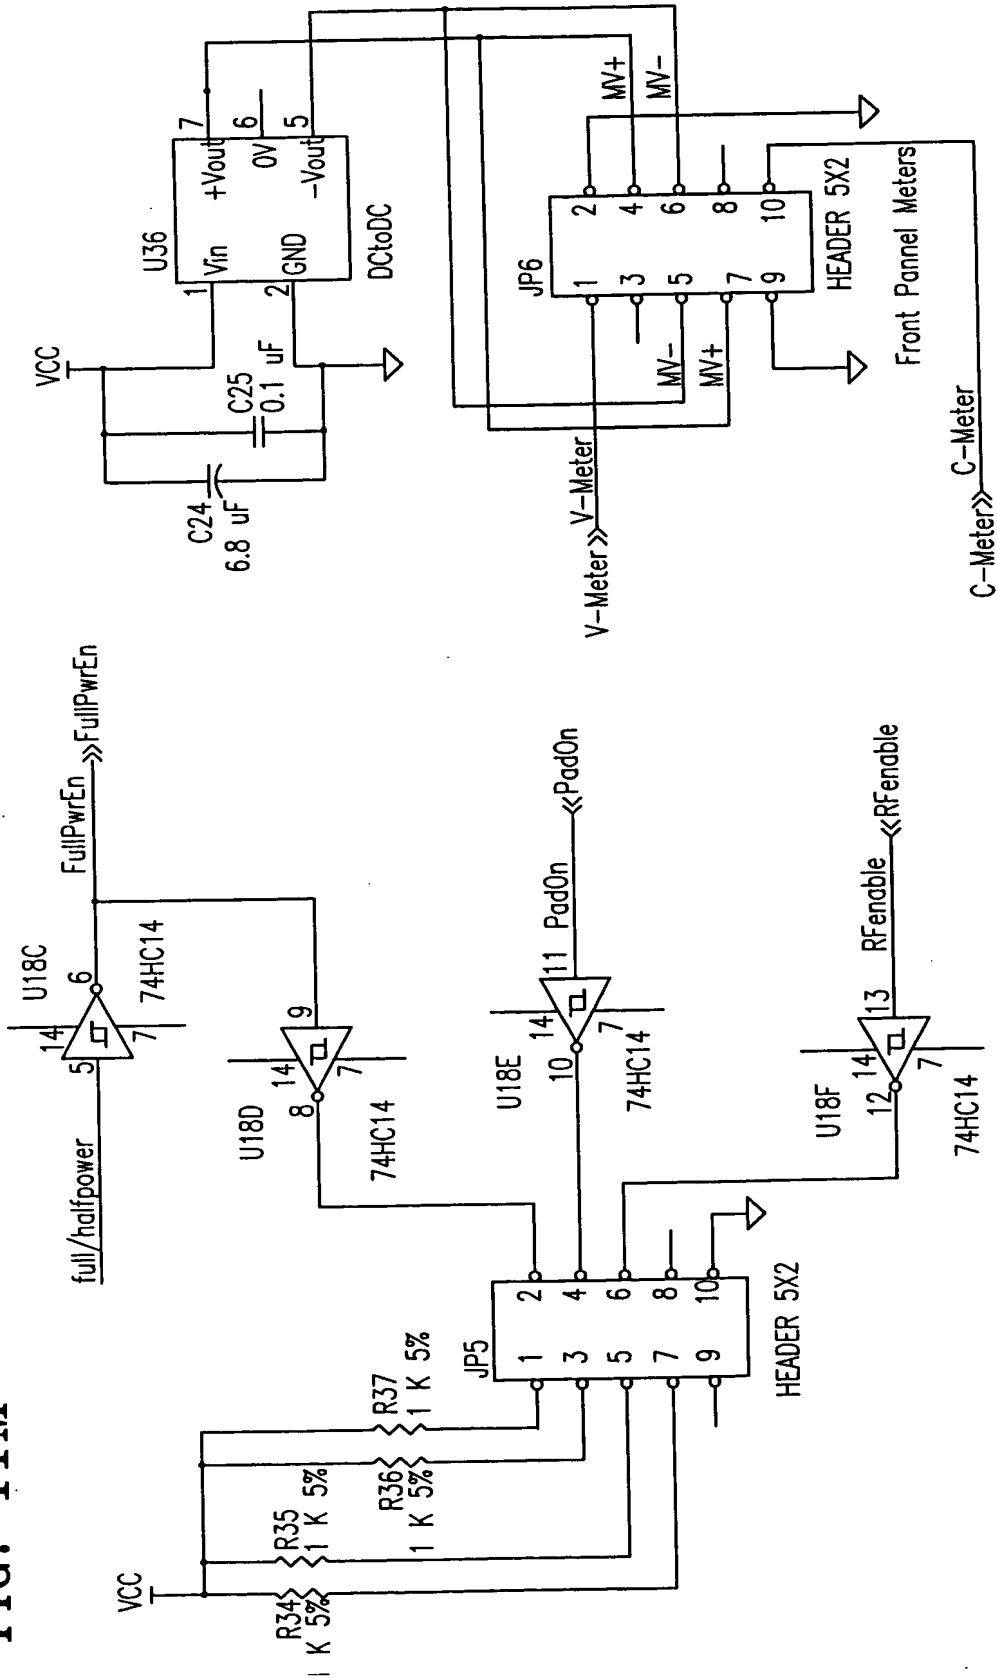 VCC
C24
6.8 uF
C25
0.1 uF
U36
1
Vin
2
GND
+Vout
7
0V
6
-Vout
5
DCtoDC
MV+
MV-
JP6
1
2
3
4
5
6
7
8
9
10
MV-
MV+
HEADER 5X2
Front Pannel Meters
V-Meter
V-Meter
C-Meter
C-Meter
full/halfpower
5
14
U18C
6
7
74HC14
FullPwrEn
FullPwrEn
U18D
8
14
9
7
74HC14
U18E
10
14
11
7
74HC14
PadOn
PadOn
U18F
12
14
13
7
74HC14
RFenable
RFenable
VCC
R34
1 K 5%
R35
1 K 5%
R36
1 K 5%
R37
1 K 5%
JP5
1
2
3
4
5
6
7
8
9
10
HEADER 5X2